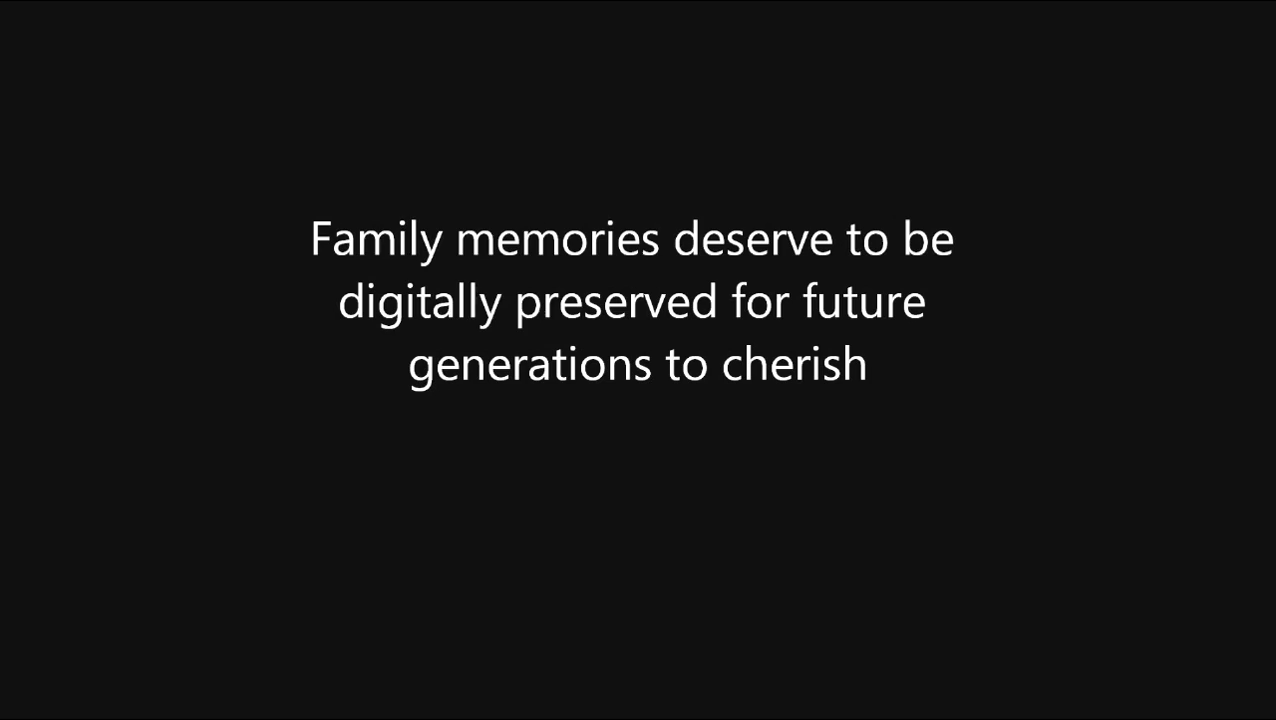 Family memories deserve to be
digitally preserved for future
generations to cherish